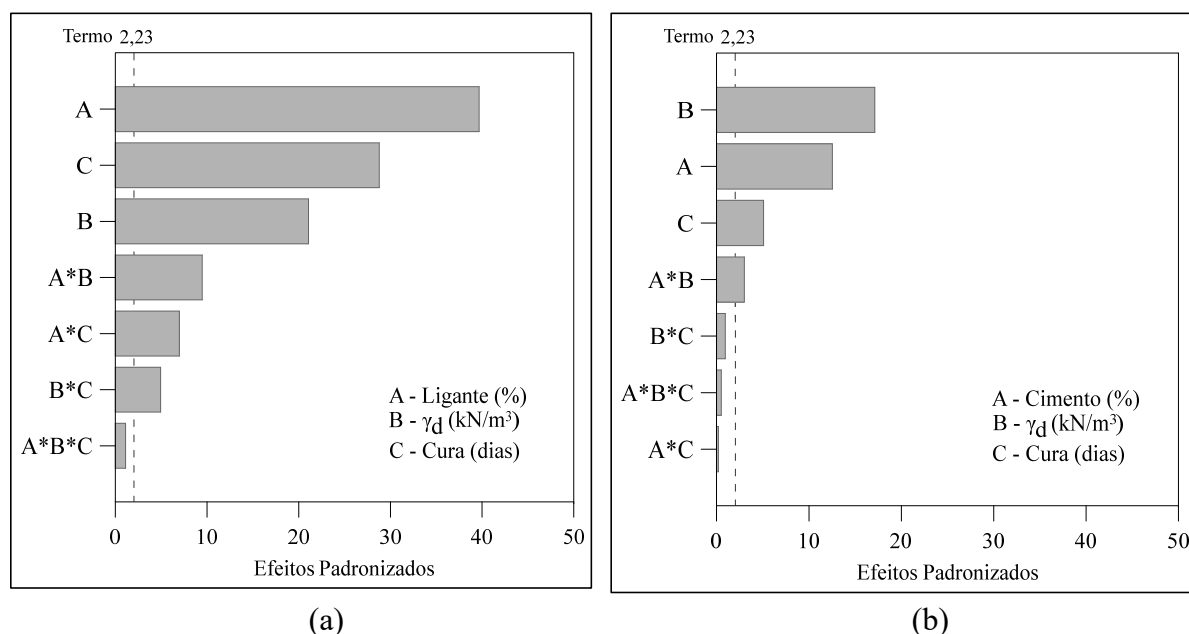 Termo 2,23
A
C
B
A*B
A*C
B*C
A*B*C
A - Ligante (%)
B - γd (kN/m³)
C - Cura (dias)
0 10 20 30 40 50
Efeitos Padronizados
(a)
Termo 2,23
B
A
C
A*B
B*C
A*B*C
A*C
A - Cimento (%)
B - γd (kN/m³)
C - Cura (dias)
0 10 20 30 40 50
Efeitos Padronizados
(b)